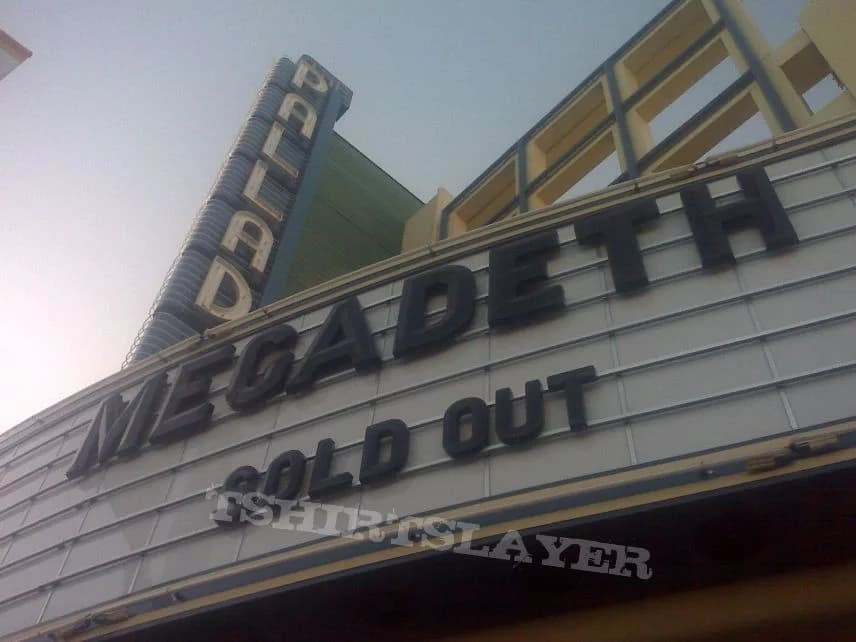 PALLAD
MEGADETH
SOLD OUT
TSHIRTSLAYER